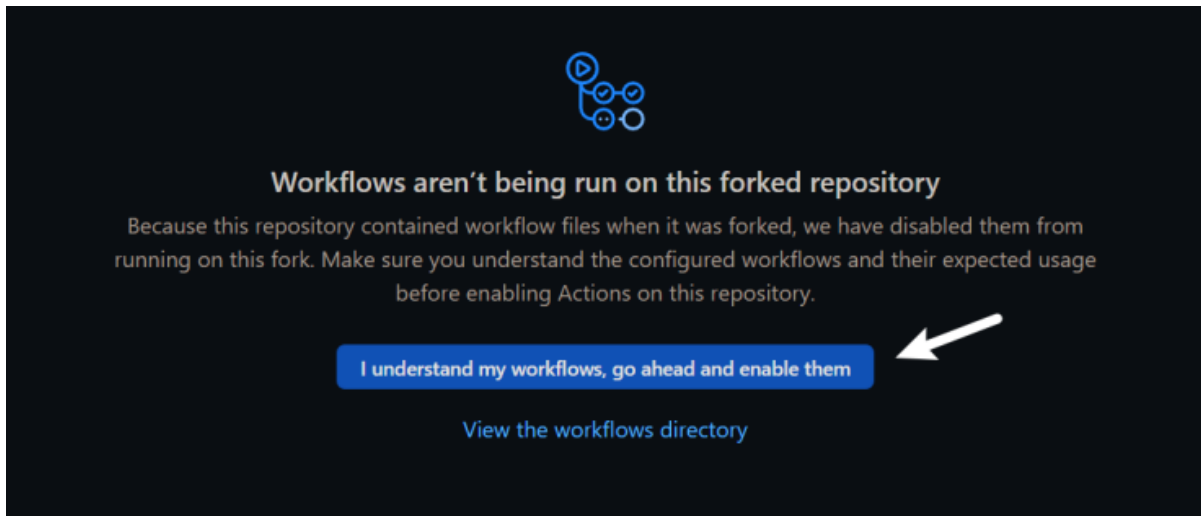 Workflows aren’t being run on this forked repository
Because this repository contained workflow files when it was forked, we have disabled them from
running on this fork. Make sure you understand the configured workflows and their expected usage
before enabling Actions on this repository.
I understand my workflows, go ahead and enable them
View the workflows directory